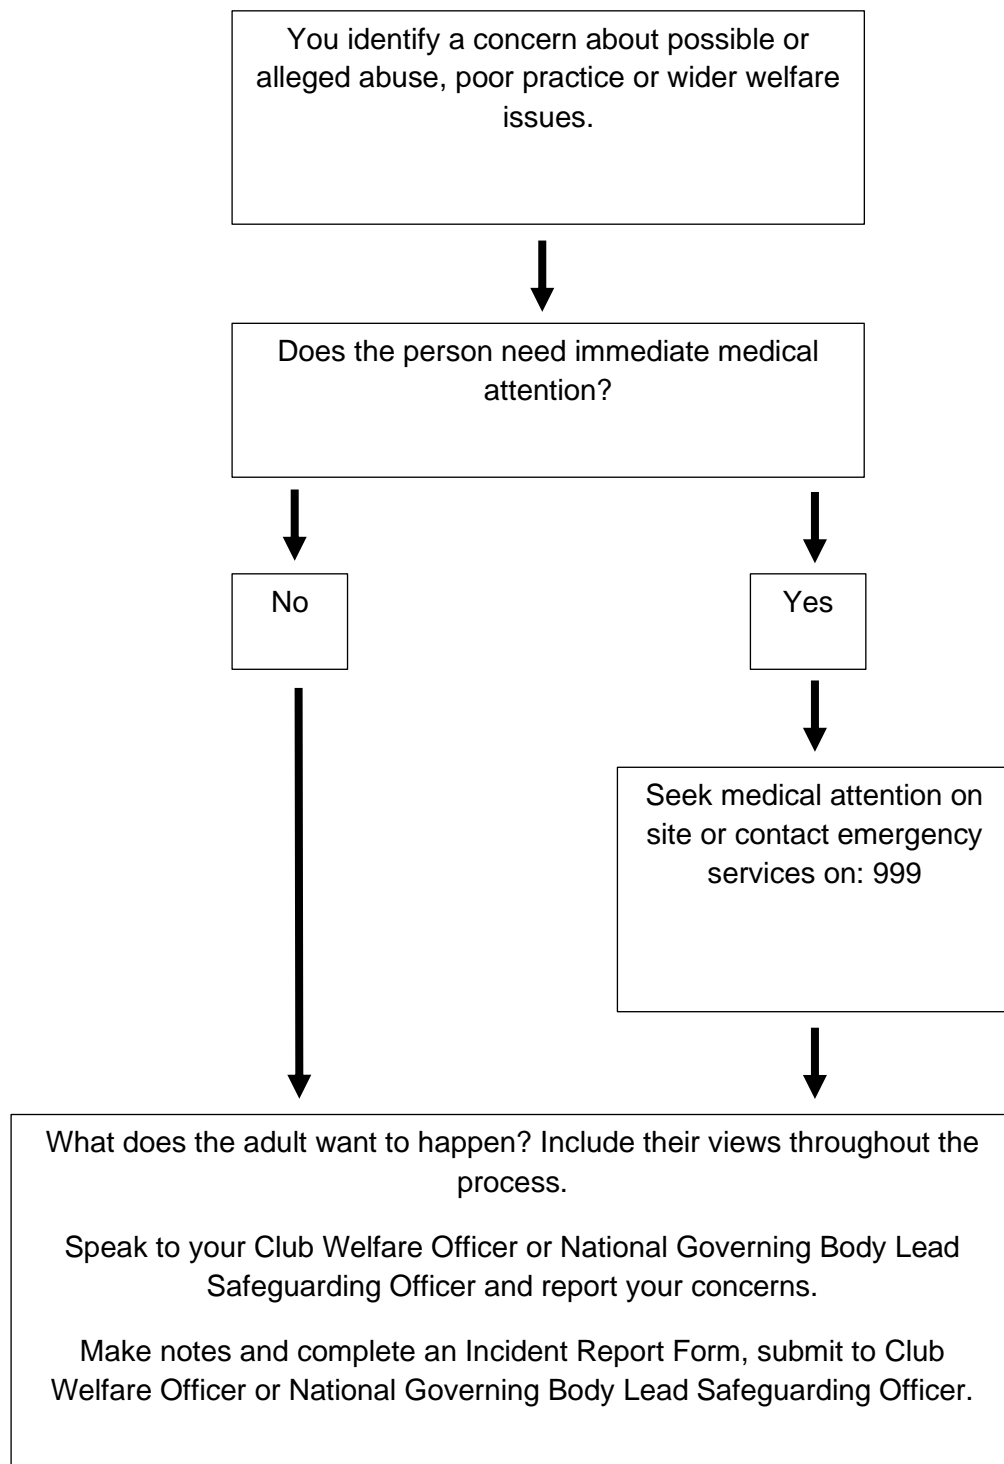 You identify a concern about possible or
alleged abuse, poor practice or wider welfare
issues.
Does the person need immediate medical
attention?
No
Yes
Seek medical attention on
site or contact emergency
services on: 999
What does the adult want to happen? Include their views throughout the
process.
Speak to your Club Welfare Officer or National Governing Body Lead
Safeguarding Officer and report your concerns.
Make notes and complete an Incident Report Form, submit to Club
Welfare Officer or National Governing Body Lead Safeguarding Officer.